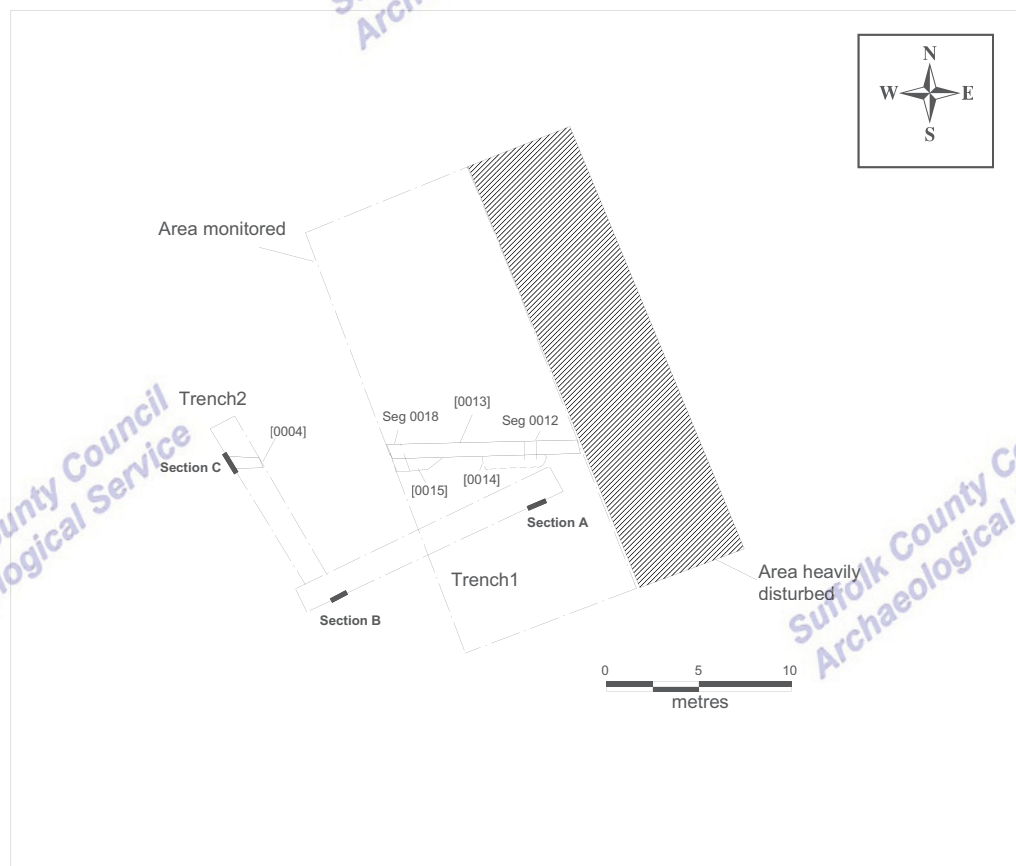 Suffolk County Council
Archaeological Service
N
W E
S
Area monitored
Trench2
[0004]
Section C
Seg 0018
[0013]
Seg 0012
[0015]
[0014]
Section A
Trench1
Section B
Area heavily
disturbed
0 5 10
metres